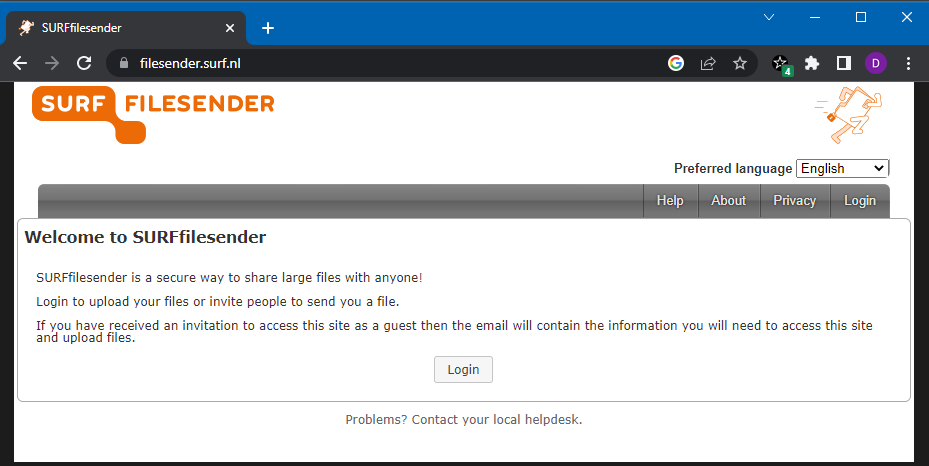 SURFfilesender
filesender.surf.nl
4
D
SURF FILESENDER
Preferred language English
Help About Privacy Login
Welcome to SURFfilesender
SURFfilesender is a secure way to share large files with anyone!
Login to upload your files or invite people to send you a file.
If you have received an invitation to access this site as a guest then the email will contain the information you will need to access this site
and upload files.
Login
Problems? Contact your local helpdesk.